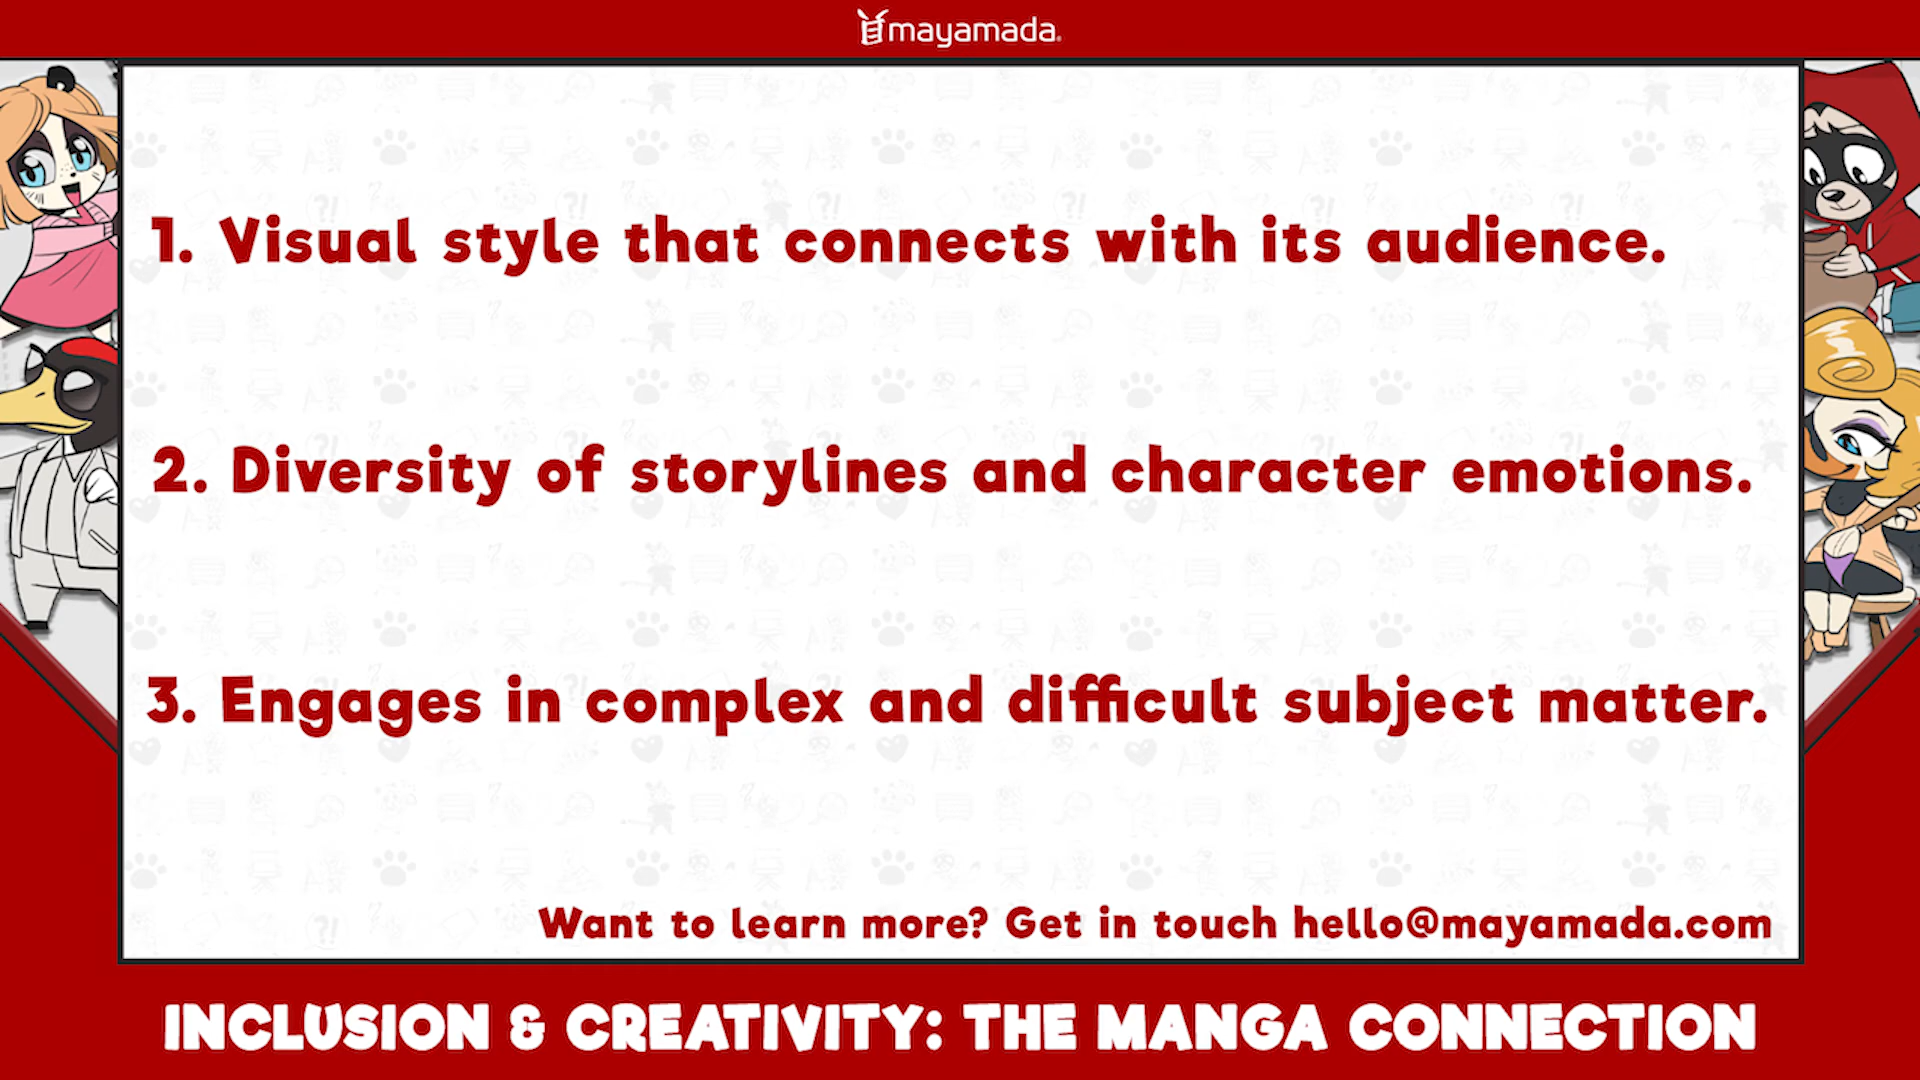 mayamada
1. Visual style that connects with its audience.
2. Diversity of storylines and character emotions.
3. Engages in complex and difficult subject matter.
Want to learn more? Get in touch hello@mayamada.com
INCLUSION & CREATIVITY: THE MANGA CONNECTION